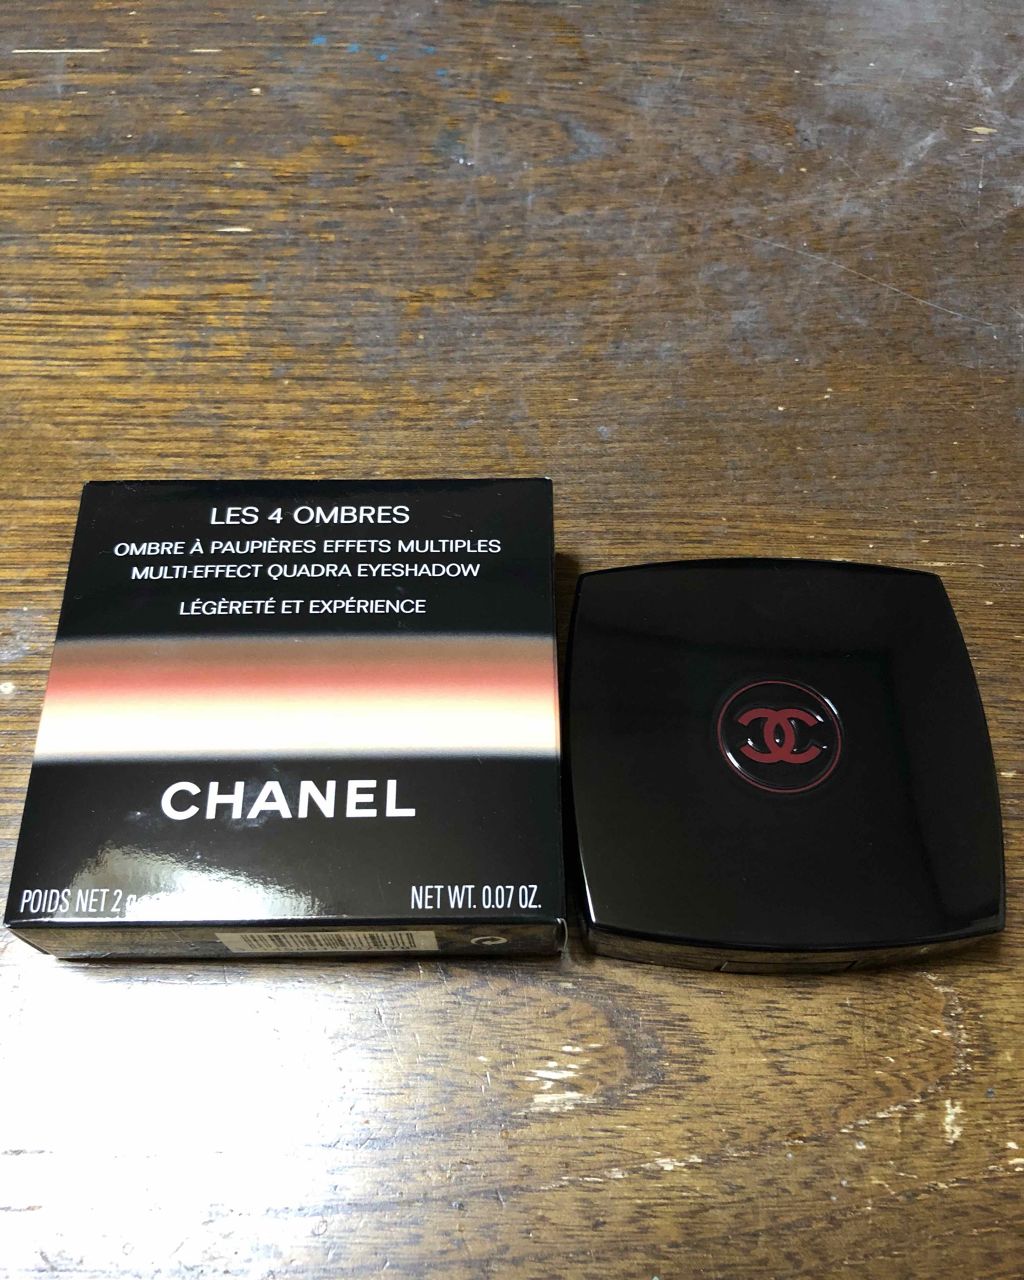 LES 4 OMBRES
OMBRE À PAUPIÈRES EFFETS MULTIPLES
MULTI-EFFECT QUADRA EYESHADOW
LÉGÈRETÉ ET EXPÉRIENCE
CHANEL
POIDS NET 2 g
NET WT. 0.07 OZ.